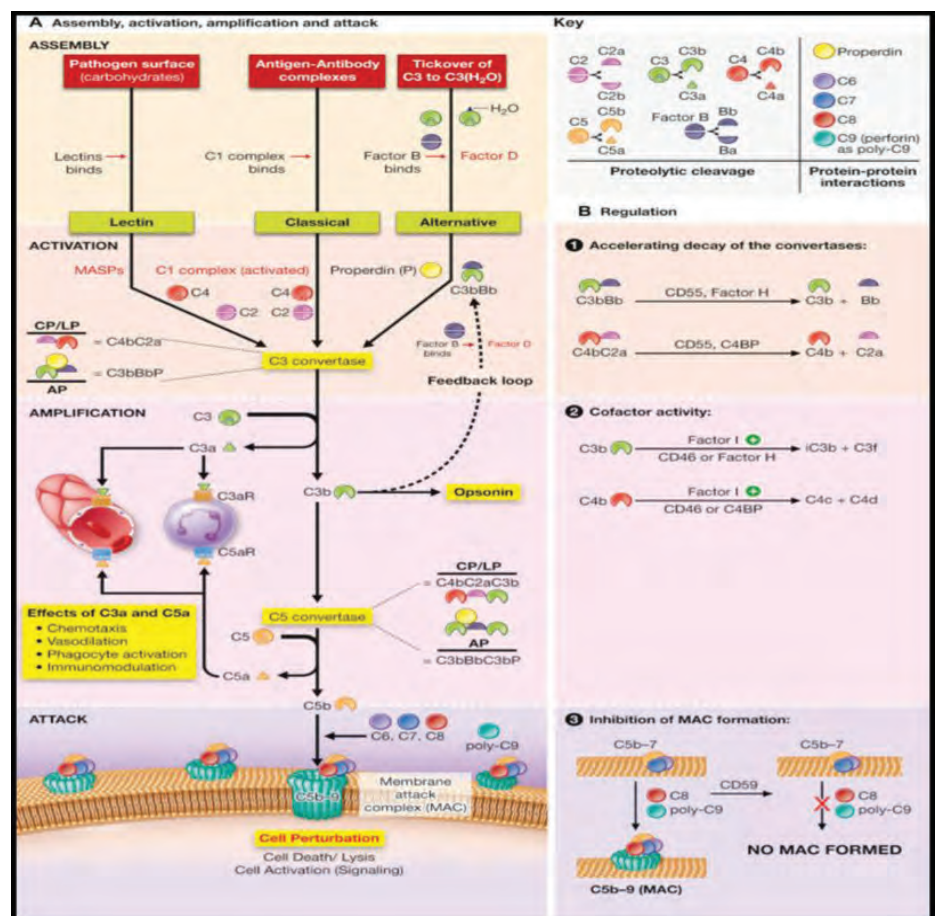 A Assembly, activation, amplification and attack
ASSEMBLY
Pathogen surface
(carbohydrates)
Antigen-Antibody
complexes
Tickover of
C3 to C3(H₂O)
H₂O
Lectins
binds
C1 complex
binds
Factor B
binds
Factor D
Lectin
Classical
Alternative
ACTIVATION
MASPs
C1 complex (activated)
Properdin (P)
C4
C4
C2
C2
C3bBb
CP/LP
= C4bC2a
= C3bBbP
AP
C3 convertase
Factor B
binds
Factor D
Feedback loop
AMPLIFICATION
C3
C3a
C3aR
C3b
Opsonin
C5aR
CP/LP
= C4bC2aC3b
AP
= C3bBbC3bP
C5 convertase
Effects of C3a and C5a
• Chemotaxis
• Vasodilation
• Phagocyte activation
• Immunomodulation
C5
C5a
C5b
ATTACK
C6, C7, C8
poly-C9
C5b-9
Membrane
attack
complex (MAC)
Cell Perturbation
Cell Death/ Lysis
Cell Activation (Signaling)
Key
C2
C2a
C2b
C3
C3b
C3a
C4
C4b
C4a
C5
C5b
C5a
Factor B
Bb
Ba
Properdin
C6
C7
C8
C9 (perforin)
as poly-C9
Proteolytic cleavage
Protein-protein
interactions
B Regulation
1 Accelerating decay of the convertases:
C3bBb
CD55, Factor H
C3b + Bb
C4bC2a
CD55, C4BP
C4b + C2a
2 Cofactor activity:
C3b
Factor I +
CD46 or Factor H
iC3b + C3f
C4b
Factor I +
CD46 or C4BP
C4c + C4d
3 Inhibition of MAC formation:
C5b-7
C5b-7
CD59
C8
poly-C9
C8
poly-C9
NO MAC FORMED
C5b-9 (MAC)